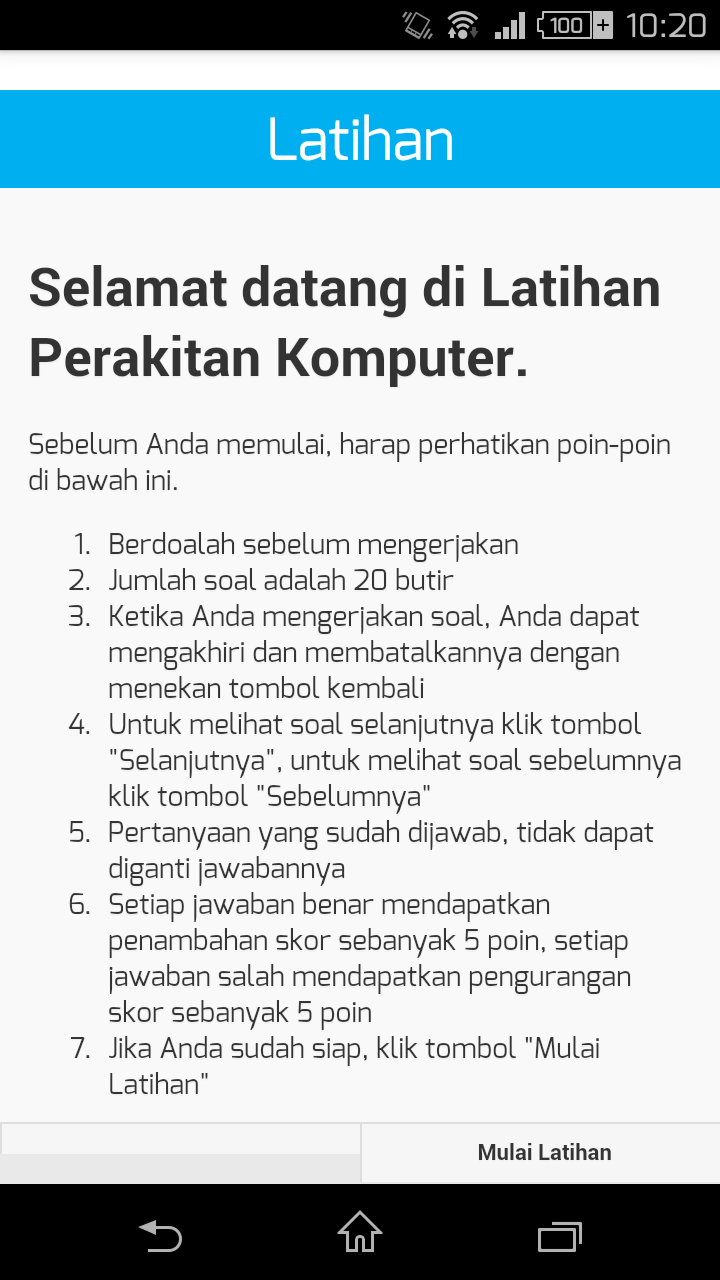 100
10:20
Latihan
Selamat datang di Latihan
Perakitan Komputer.
Sebelum Anda memulai, harap perhatikan poin-poin
di bawah ini.
1. Berdoalah sebelum mengerjakan
2. Jumlah soal adalah 20 butir
3. Ketika Anda mengerjakan soal, Anda dapat
mengakhiri dan membatalkannya dengan
menekan tombol kembali
4. Untuk melihat soal selanjutnya klik tombol
"Selanjutnya", untuk melihat soal sebelumnya
klik tombol "Sebelumnya"
5. Pertanyaan yang sudah dijawab, tidak dapat
diganti jawabannya
6. Setiap jawaban benar mendapatkan
penambahan skor sebanyak 5 poin, setiap
jawaban salah mendapatkan pengurangan
skor sebanyak 5 poin
7. Jika Anda sudah siap, klik tombol "Mulai
Latihan"
Mulai Latihan